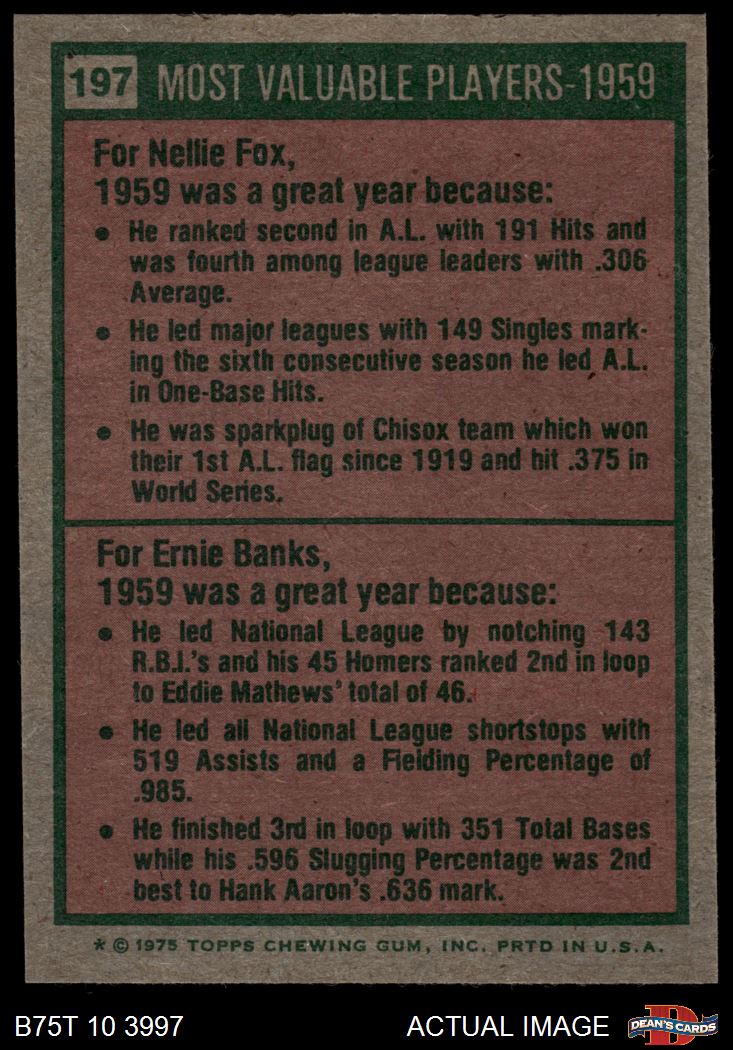 197 MOST VALUABLE PLAYERS-1959
For Nellie Fox,
1959 was a great year because:
• He ranked second in A.L. with 191 Hits and
was fourth among league leaders with .306
Average.
• He led major leagues with 149 Singles mark-
ing the sixth consecutive season he led A.L.
in One-Base Hits.
• He was sparkplug of Chisox team which won
their 1st A.L. flag since 1919 and hit .375 in
World Series.
For Ernie Banks,
1959 was a great year because:
• He led National League by notching 143
R.B.I.'s and his 45 Homers ranked 2nd in loop
to Eddie Mathews' total of 46.
• He led all National League shortstops with
519 Assists and a Fielding Percentage of
.985.
• He finished 3rd in loop with 351 Total Bases
while his .596 Slugging Percentage was 2nd
best to Hank Aaron's .636 mark.
* © 1975 TOPPS CHEWING GUM, INC. PRTD IN U.S.A.
B75T 10 3997 ACTUAL IMAGE D DEAN'S CARDS